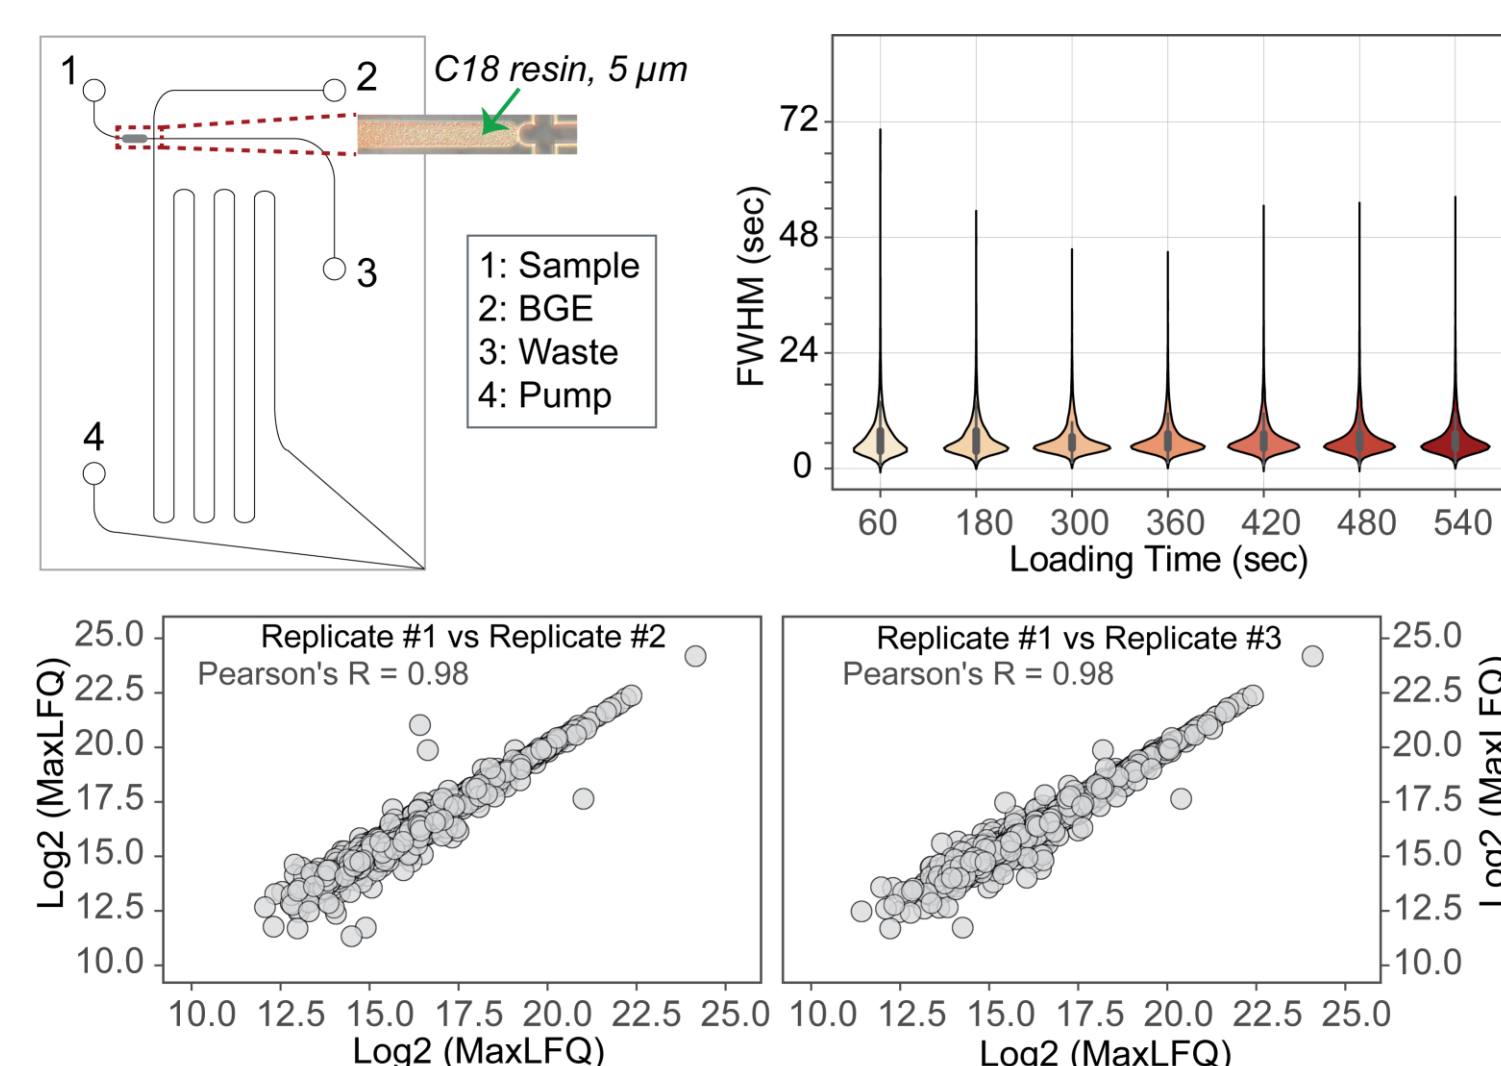 1
2
C18 resin, 5 µm
3
4
1: Sample
2: BGE
3: Waste
4: Pump
FWHM (sec)
72
48
24
0
60 180 300 360 420 480 540
Loading Time (sec)
Replicate #1 vs Replicate #2
Pearson's R = 0.98
Log2 (MaxLFQ)
25.0
22.5
20.0
17.5
15.0
12.5
10.0
10.0 12.5 15.0 17.5 20.0 22.5 25.0
Log2 (MaxLFQ)
Replicate #1 vs Replicate #3
Pearson's R = 0.98
25.0
22.5
20.0
17.5
15.0
12.5
10.0
Log2 (MaxLFQ)
10.0 12.5 15.0 17.5 20.0 22.5 25.0
Log2 (MaxLFQ)